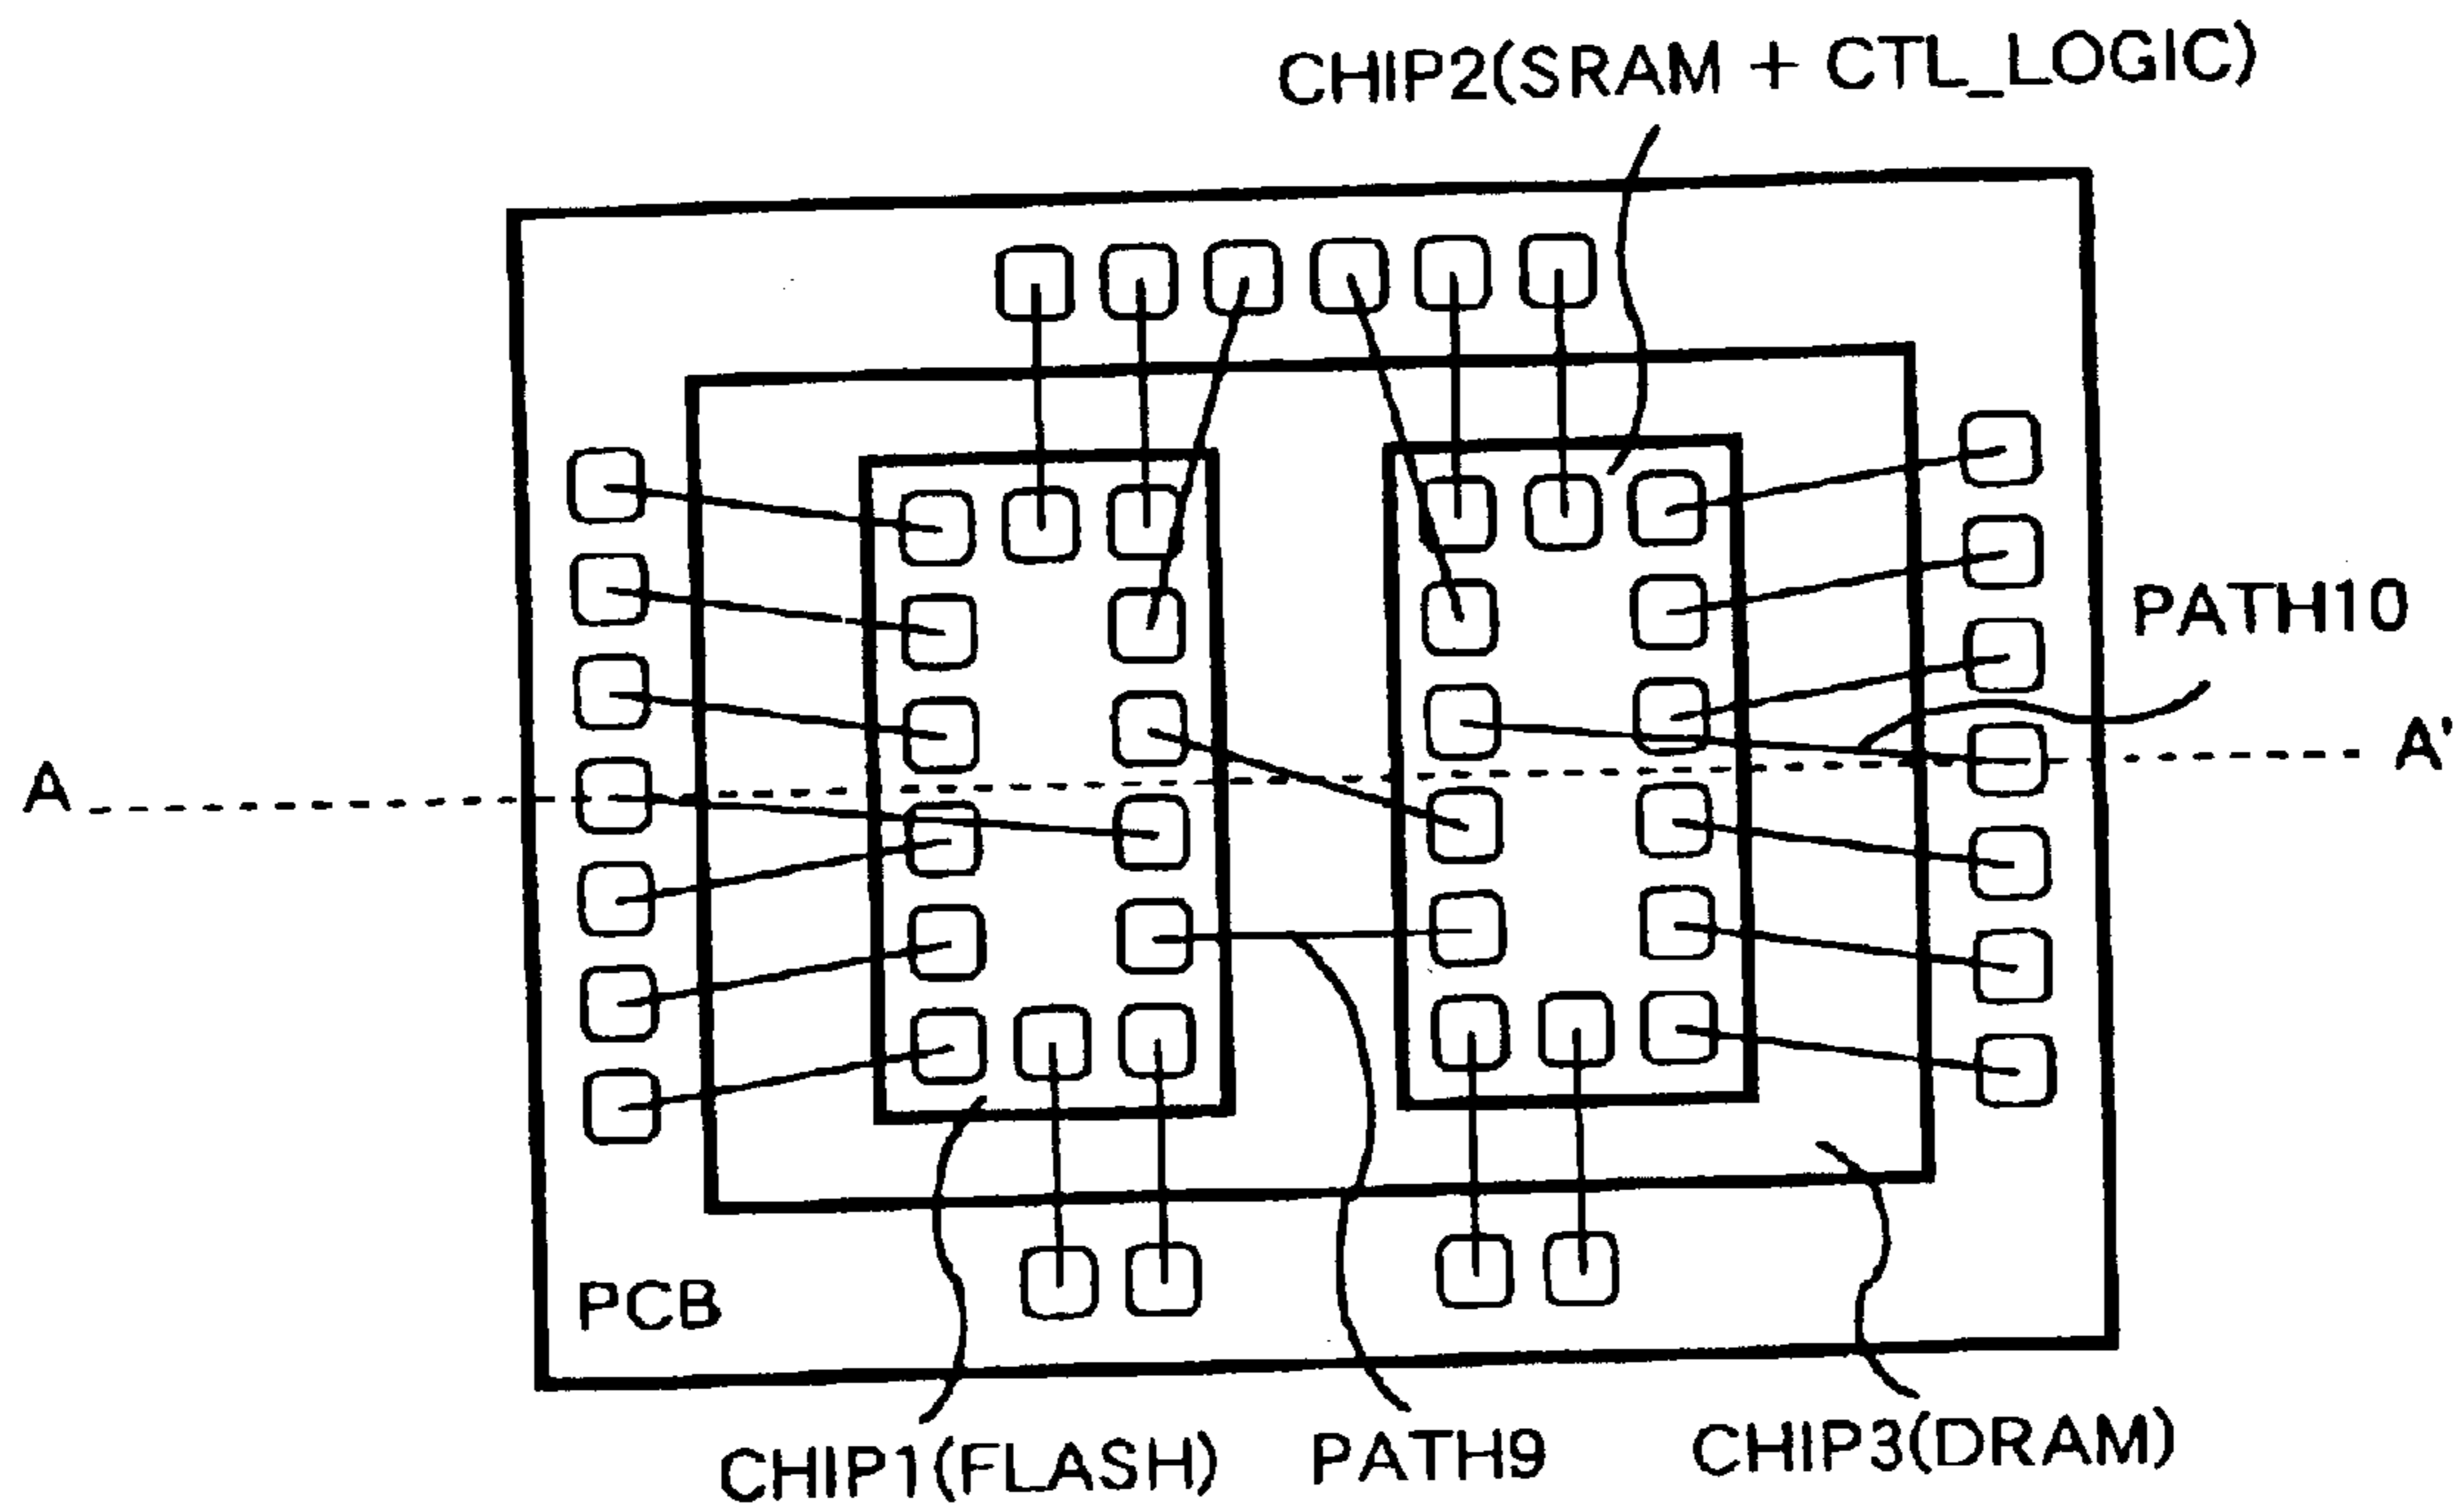 CHIP2(SRAM + CTL_LOGIC)
PATH10
A
A'
PCB
CHIP1(FLASH)
PATH9
CHIP3(DRAM)